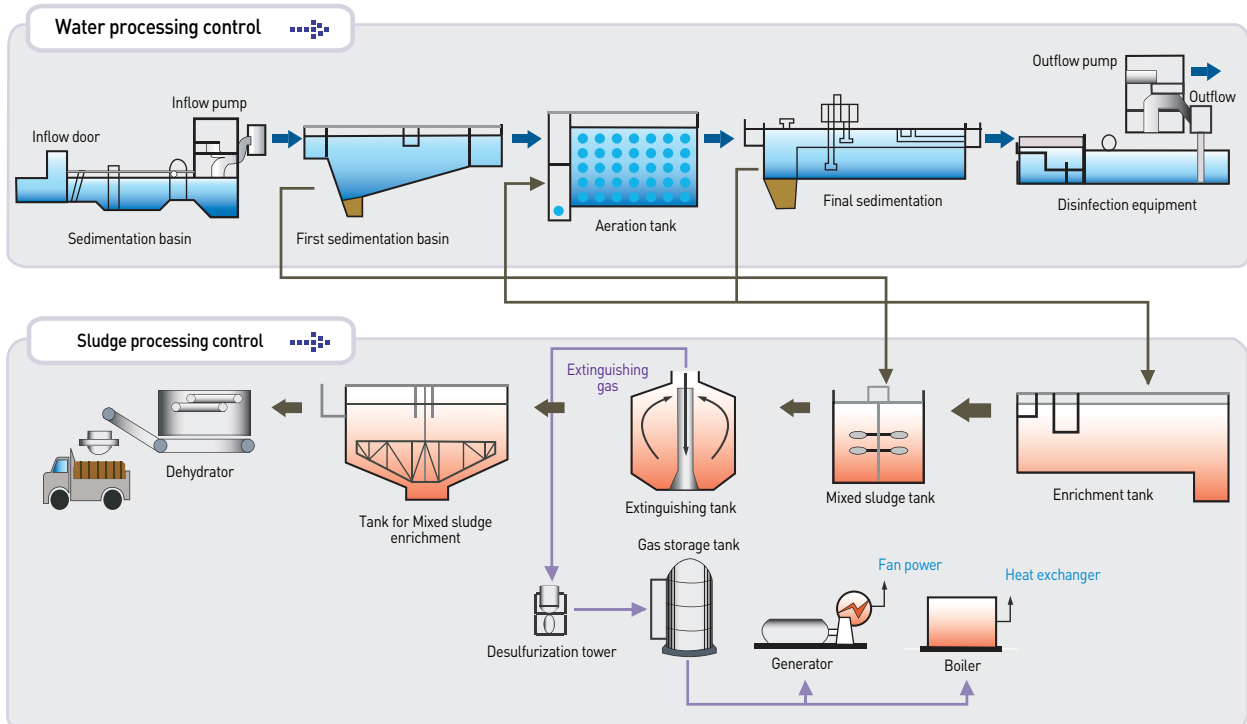 Water processing control
Inflow door
Inflow pump
Sedimentation basin
First sedimentation basin
Aeration tank
Final sedimentation
Outflow pump
Outflow
Disinfection equipment
Sludge processing control
Dehydrator
Tank for Mixed sludge
enrichment
Extinguishing
gas
Extinguishing tank
Mixed sludge tank
Enrichment tank
Desulfurization tower
Gas storage tank
Fan power
Generator
Heat exchanger
Boiler